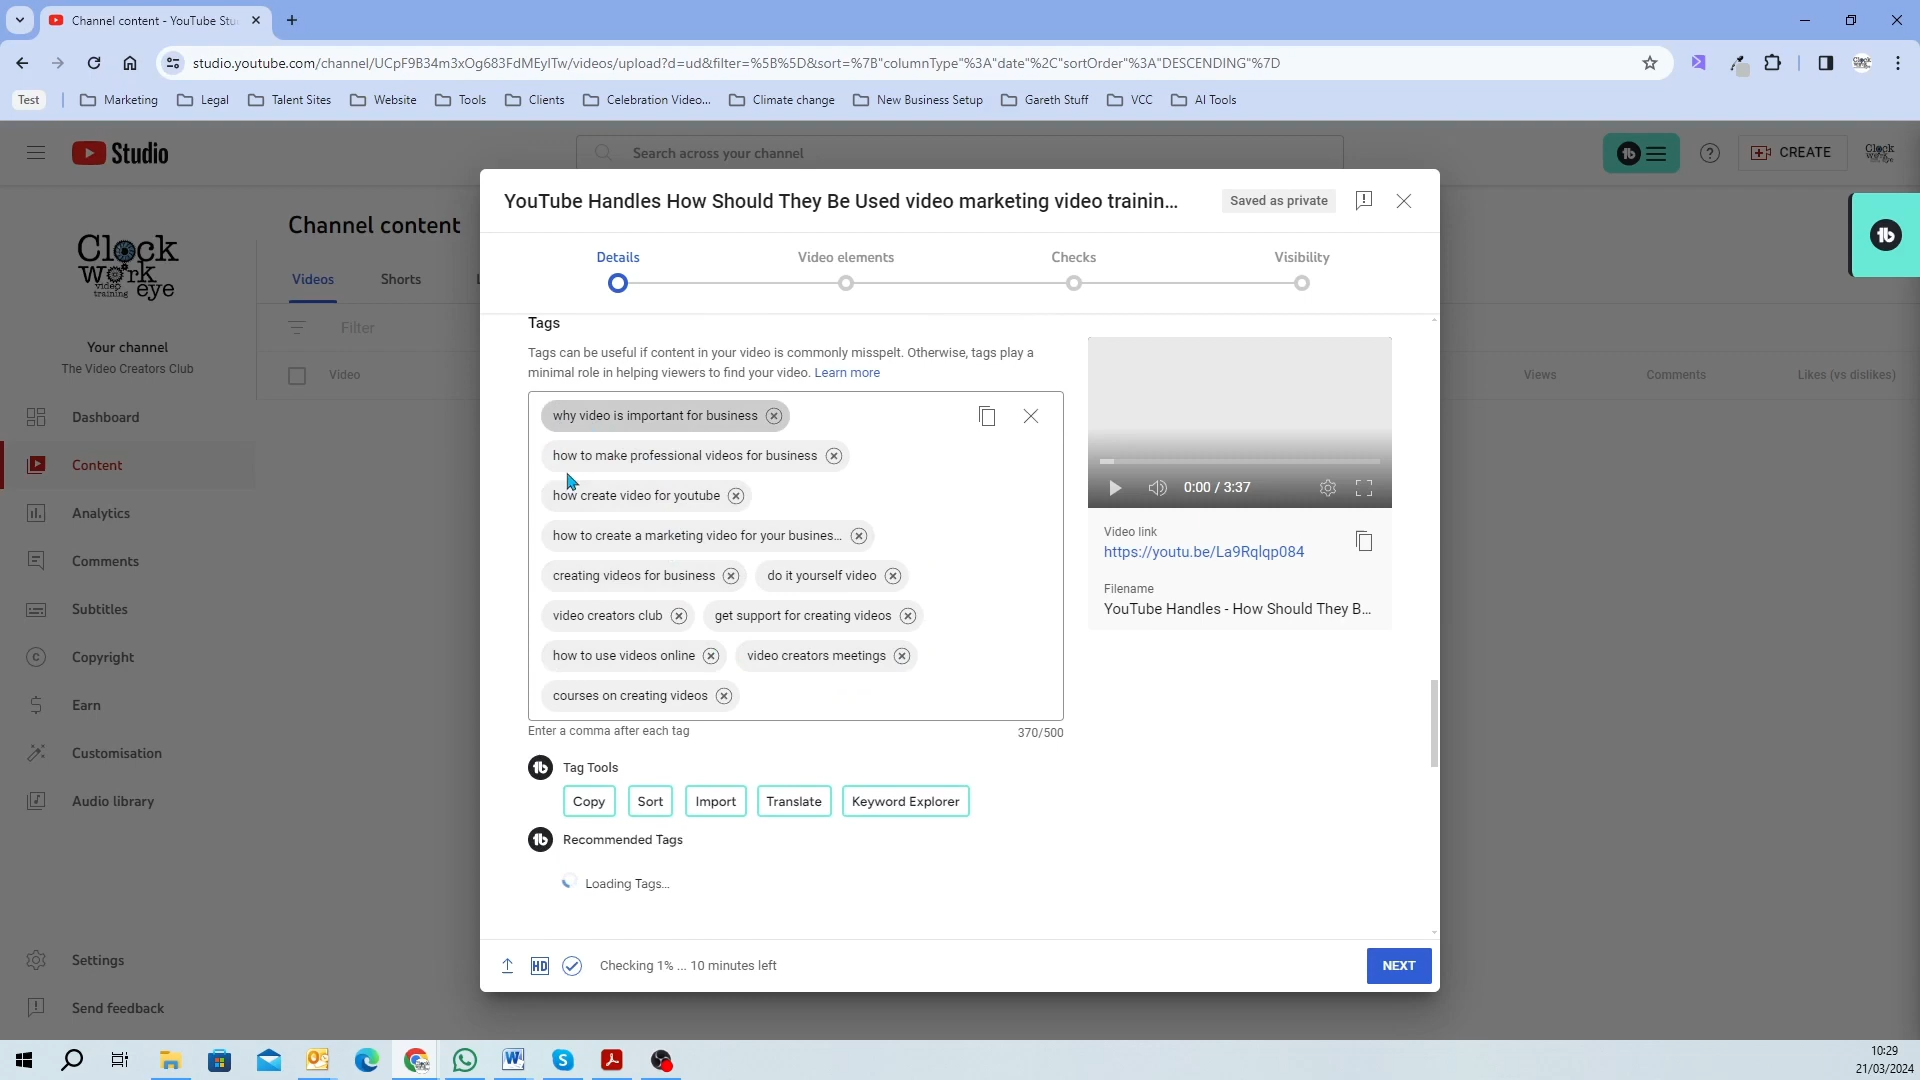 Channel content - YouTube Stu
studio.youtube.com/channel/UCpF9B34m3xOg683FdMEyITw/videos/upload?d=ud&filter=%5B%5D&sort=%7B"columnType"%3A"date"%2C"sortOrder"%3A"DESCENDING"%7D
Test Marketing Legal Talent Sites Website Tools Clients Celebration Video... Climate change New Business Setup Gareth Stuff VCC AI Tools
Studio
Search across your channel
CREATE
YouTube Handles How Should They Be Used video marketing video trainin...
Saved as private
Clock
work
eye
video
training
Your channel
The Video Creators Club
Dashboard
Content
Analytics
Comments
Subtitles
Copyright
Earn
Customisation
Audio library
Settings
Send feedback
Channel content
Videos Shorts
Filter
Video
Views Comments Likes (vs dislikes)
Details Video elements Checks Visibility
Tags
Tags can be useful if content in your video is commonly misspelt. Otherwise, tags play a
minimal role in helping viewers to find your video. Learn more
why video is important for business
how to make professional videos for business
how create video for youtube
how to create a marketing video for your busines...
creating videos for business do it yourself video
video creators club get support for creating videos
how to use videos online video creators meetings
courses on creating videos
Enter a comma after each tag 370/500
Tag Tools
Copy Sort Import Translate Keyword Explorer
Recommended Tags
Loading Tags...
0:00 / 3:37
Video link
https://youtu.be/La9Rqlqp084
Filename
YouTube Handles - How Should They B...
HD Checking 1% ... 10 minutes left
NEXT
10:29
21/03/2024